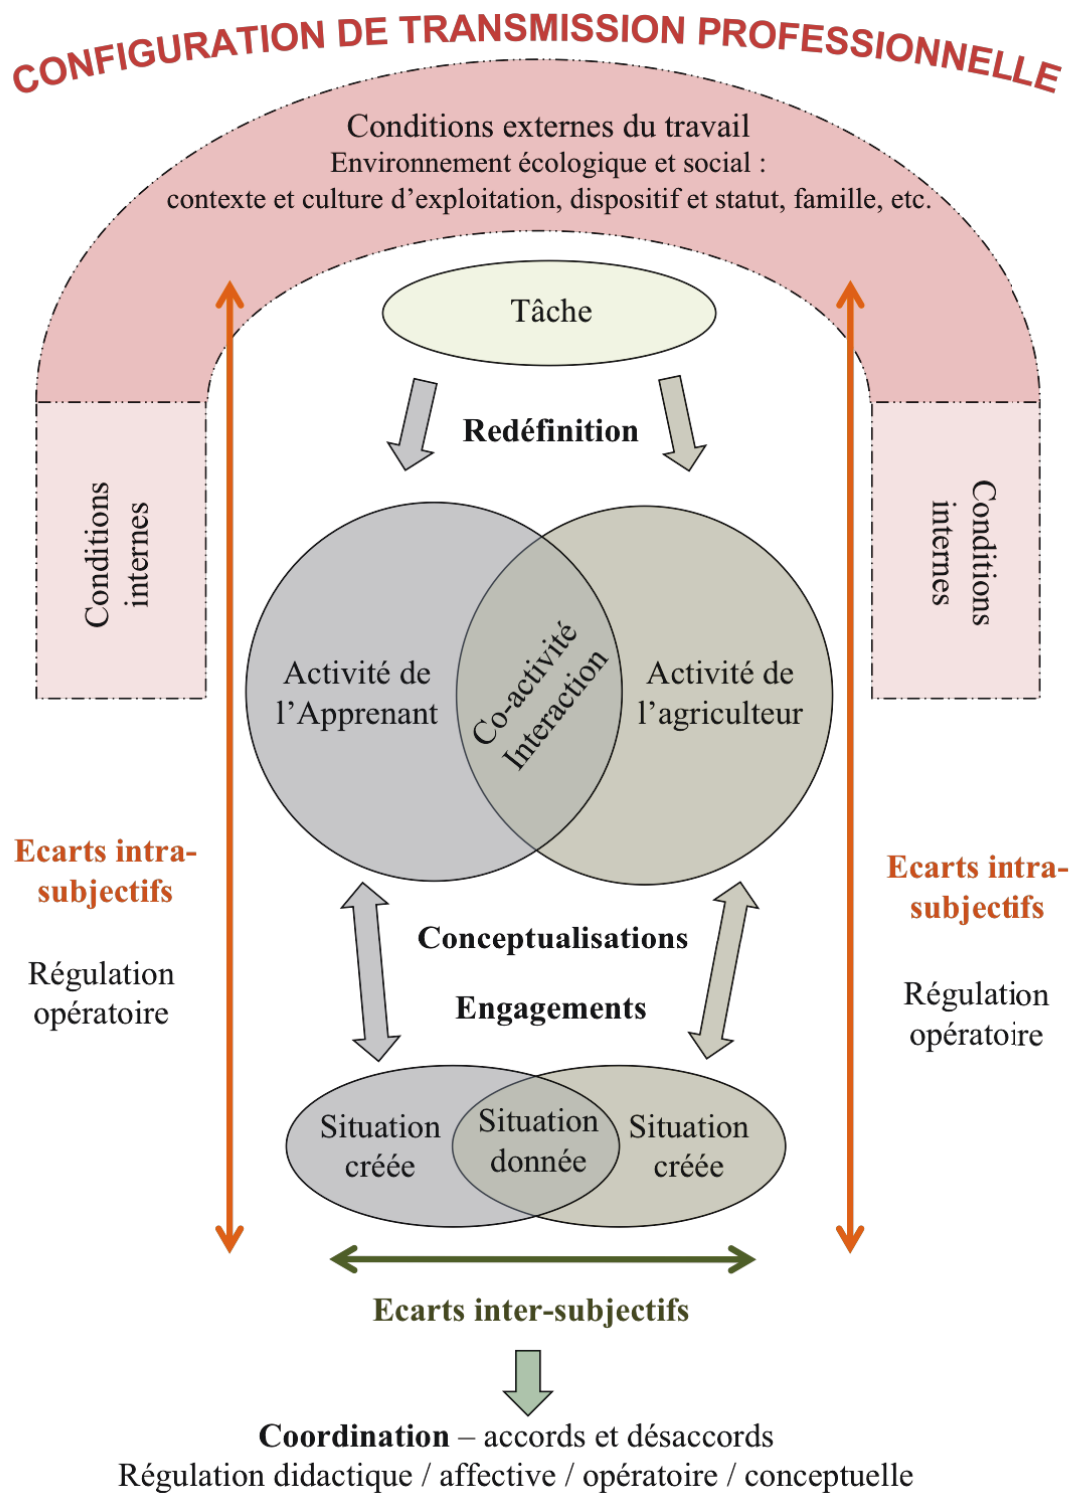 CONFIGURATION DE TRANSMISSION PROFESSIONNELLE
Conditions externes du travail
Environnement écologique et social :
contexte et culture d’exploitation, dispositif et statut, famille, etc.
Tâche
Redéfinition
Conditions
internes
Conditions
internes
Activité de
l’Apprenant
Co-activité
Interaction
Activité de
l’agriculteur
Ecarts intra-
subjectifs
Régulation
opératoire
Ecarts intra-
subjectifs
Régulation
opératoire
Conceptualisations
Engagements
Situation
créée
Situation
donnée
Situation
créée
Ecarts inter-subjectifs
Coordination – accords et désaccords
Régulation didactique / affective / opératoire / conceptuelle